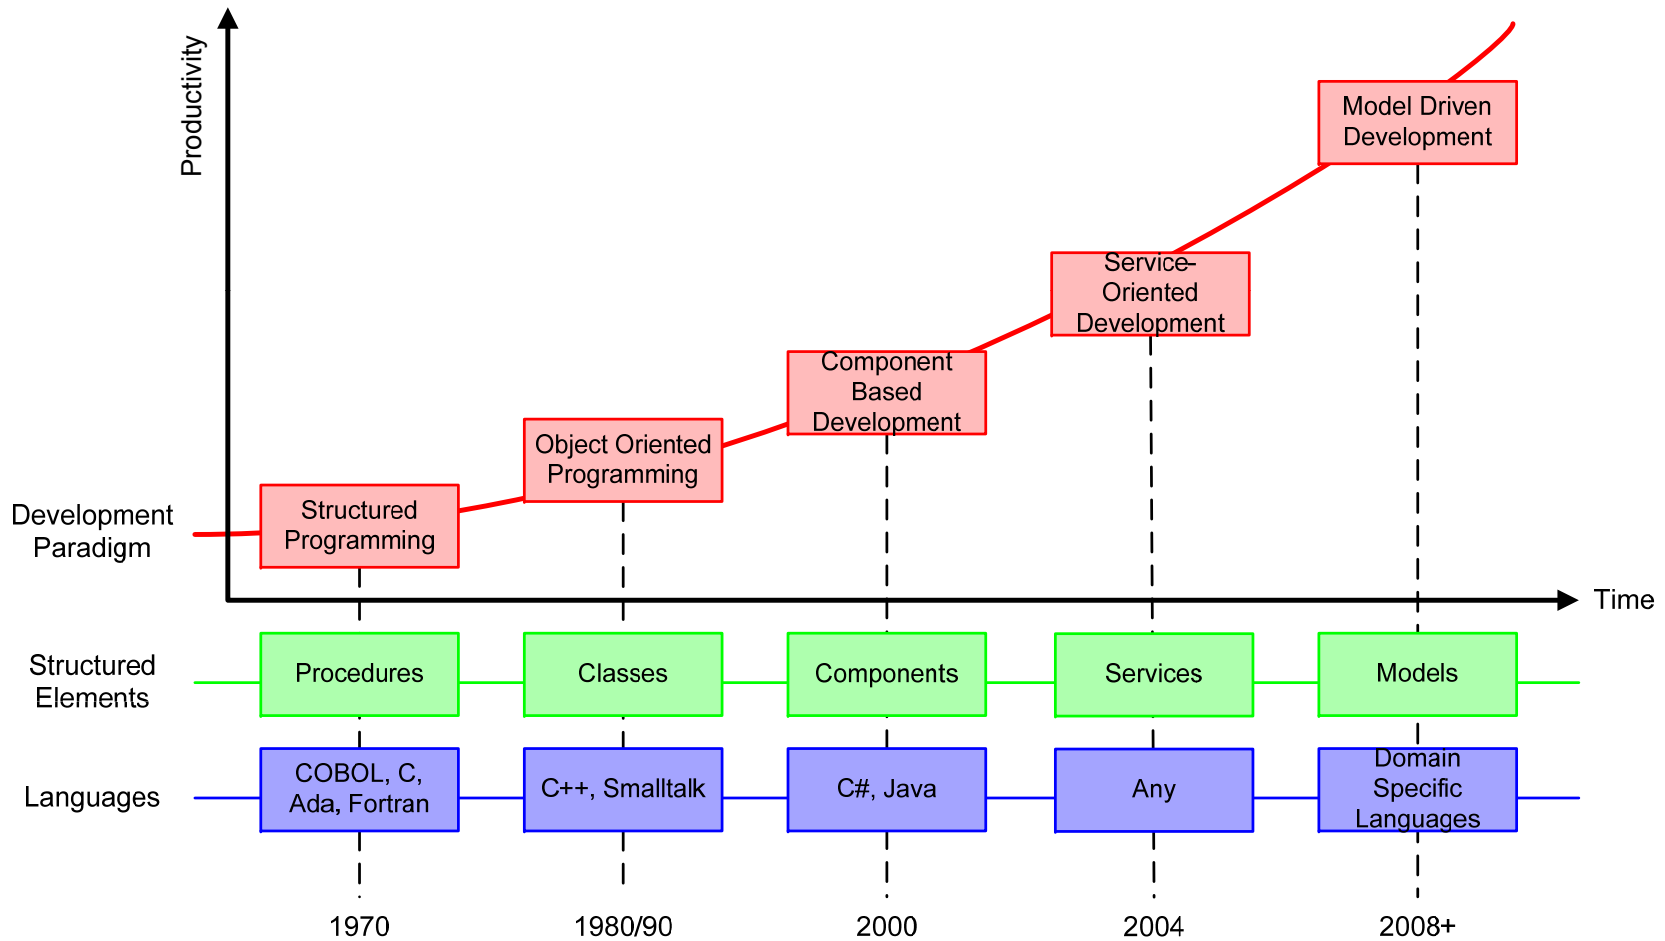 Productivity
Model Driven
Development
Service-
Oriented
Development
Component
Based
Development
Object Oriented
Programming
Structured
Programming
Development
Paradigm
Time
Structured
Elements
Procedures
Classes
Components
Services
Models
Languages
COBOL, C,
Ada, Fortran
C++, Smalltalk
C#, Java
Any
Domain
Specific
Languages
1970
1980/90
2000
2004
2008+